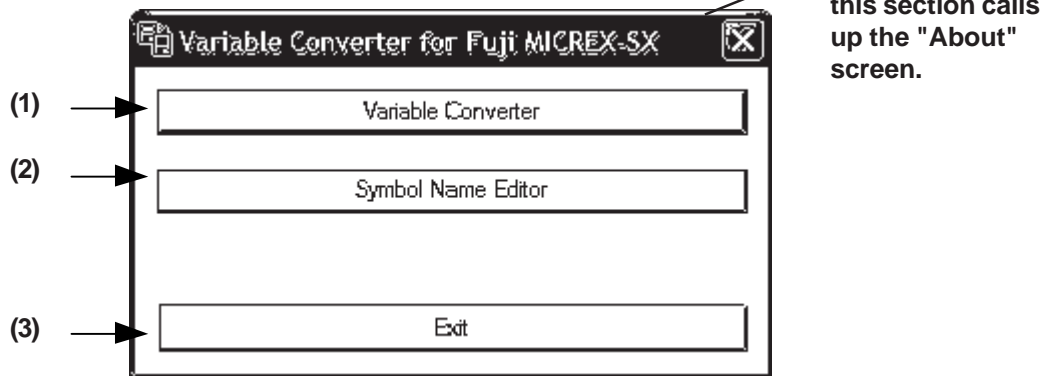 this section calls
up the "About"
screen.
Variable Converter for Fuji MICREX-SX
(1)
Variable Converter
(2)
Symbol Name Editor
(3)
Exit